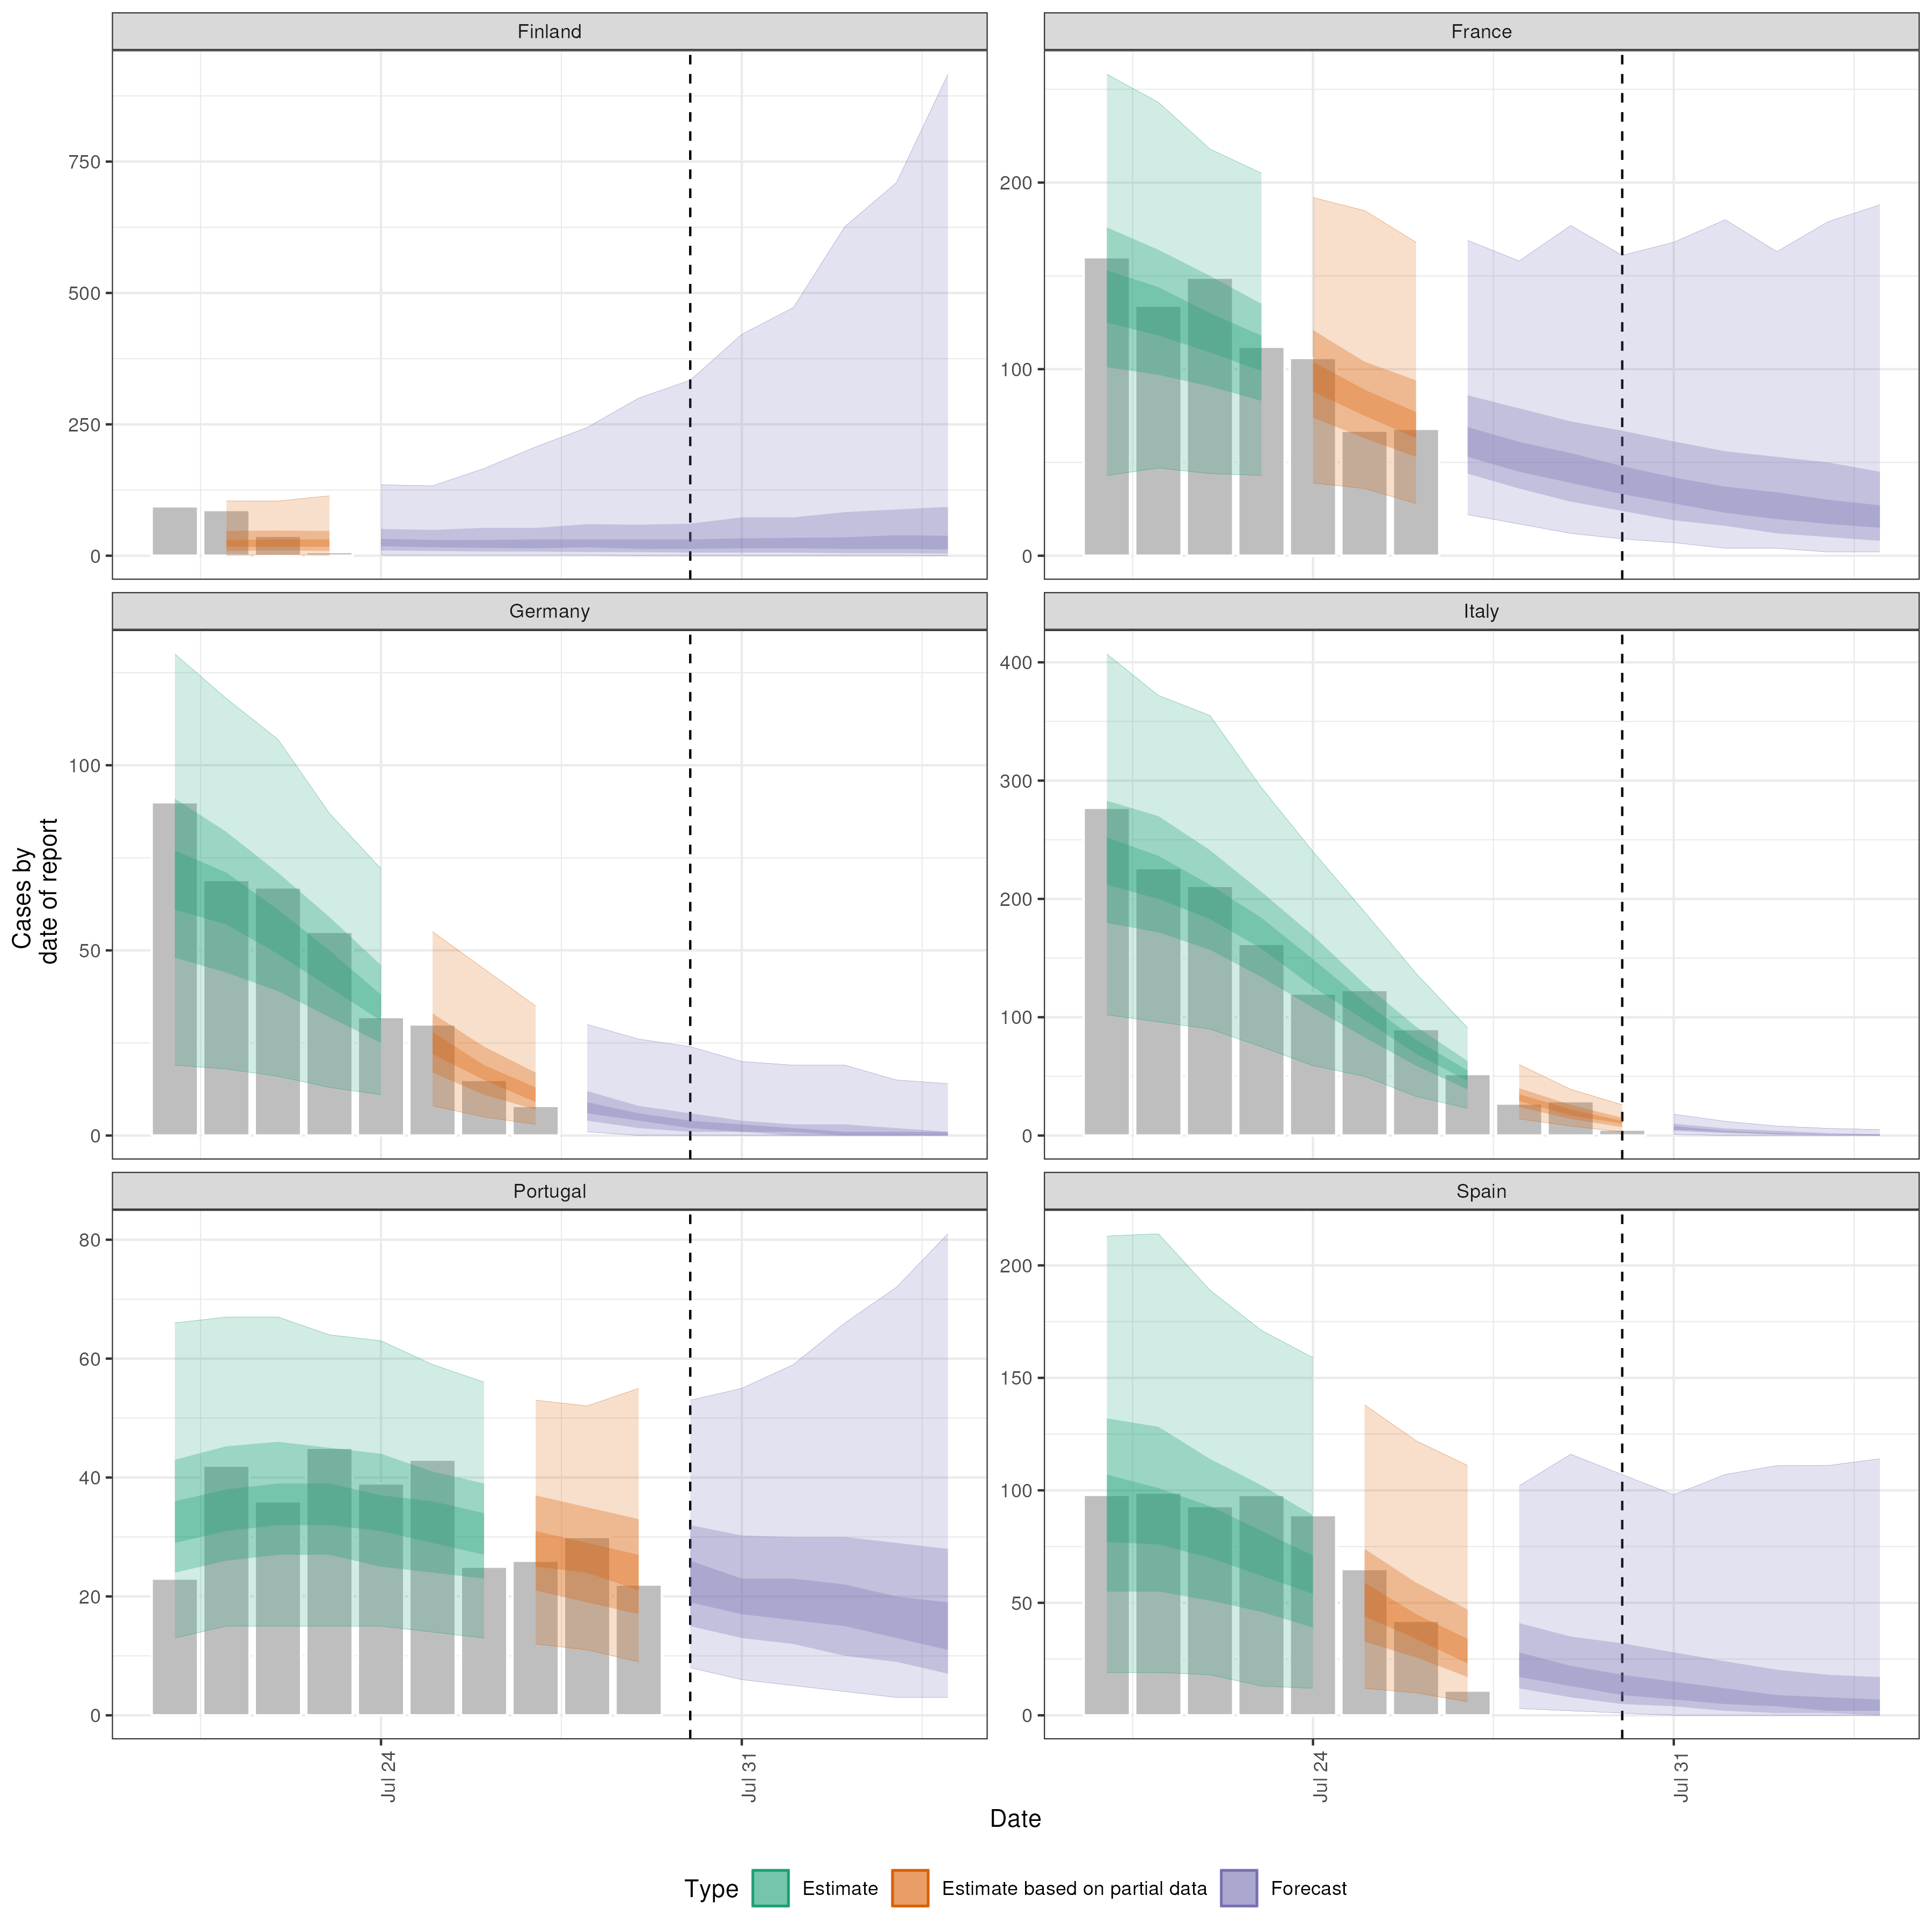 Finland
France
750
500
250
0
200
100
0
Germany
Italy
100
50
0
400
300
200
100
0
Cases by
date of report
Portugal
Spain
80
60
40
20
0
200
150
100
50
0
Jul 24
Jul 31
Jul 24
Jul 31
Date
Type Estimate Estimate based on partial data Forecast